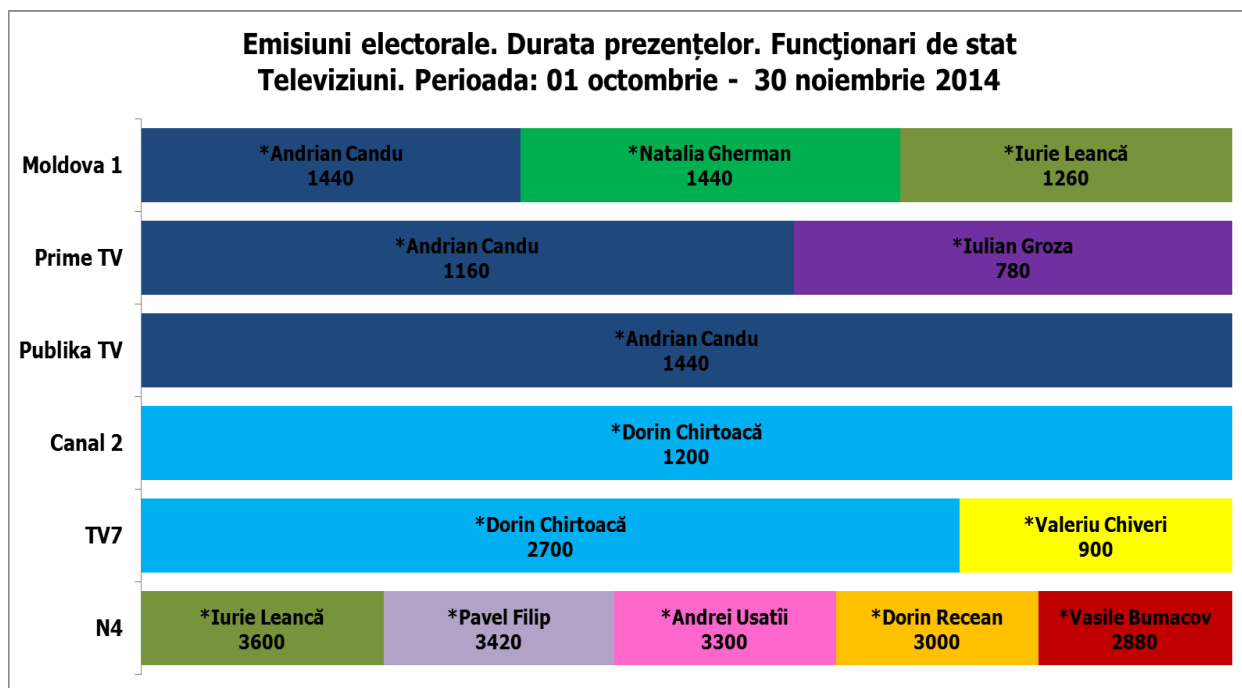 Emisiuni electorale. Durata prezențelor. Funcţionari de stat
Televiziuni. Perioada: 01 octombrie - 30 noiembrie 2014
Moldova 1
*Andrian Candu
1440
*Natalia Gherman
1440
*Iurie Leancă
1260
Prime TV
*Andrian Candu
1160
*Iulian Groza
780
Publika TV
*Andrian Candu
1440
Canal 2
*Dorin Chirtoacă
1200
TV7
*Dorin Chirtoacă
2700
*Valeriu Chiveri
900
N4
*Iurie Leancă
3600
*Pavel Filip
3420
*Andrei Usatîi
3300
*Dorin Recean
3000
*Vasile Bumacov
2880